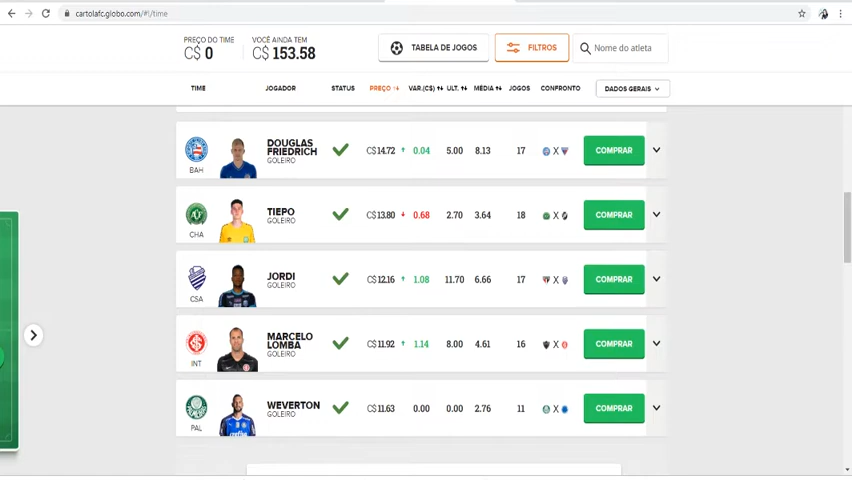 cartolafc.globo.com/#!/time
PREÇO DO TIME
C$ 0
VOCÊ AINDA TEM
C$ 153.58
TABELA DE JOGOS
FILTROS
Nome do atleta
TIME JOGADOR STATUS PREÇO VAR.(C$) ULT. MÉDIA JOGOS CONFRONTO DADOS GERAIS
BAH
DOUGLAS
FRIEDRICH
GOLEIRO
C$ 14.72 0.04 5.00 8.13 17 X COMPRAR
CHA
TIEPO
GOLEIRO
C$ 13.80 0.68 2.70 3.64 18 X COMPRAR
CSA
JORDI
GOLEIRO
C$ 12.16 1.08 11.70 6.66 17 X COMPRAR
INT
MARCELO
LOMBA
GOLEIRO
C$ 11.92 1.14 8.00 4.61 16 X COMPRAR
PAL
WEVERTON
GOLEIRO
C$ 11.63 0.00 0.00 2.76 11 X COMPRAR